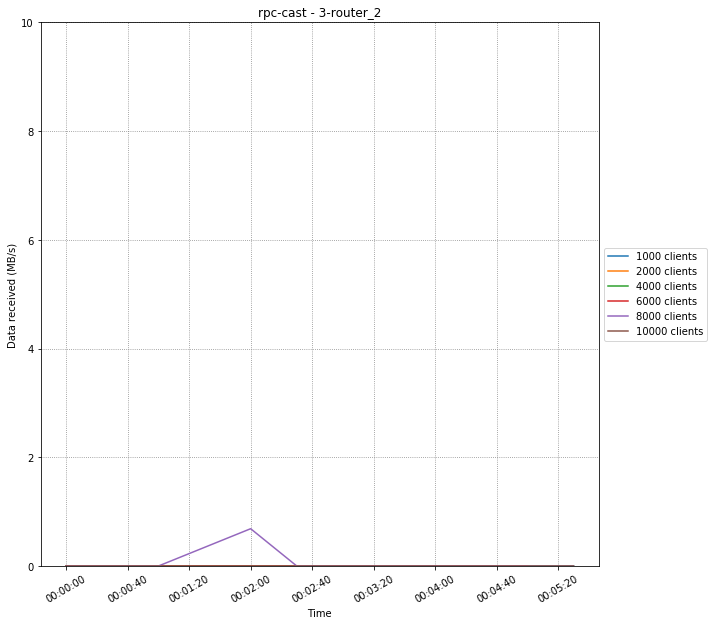 rpc-cast - 3-router_2
10
8
6
4
2
0
Data received (MB/s)
00:00:00
00:00:40
00:01:20
00:02:00
00:02:40
00:03:20
00:04:00
00:04:40
00:05:20
Time
1000 clients
2000 clients
4000 clients
6000 clients
8000 clients
10000 clients